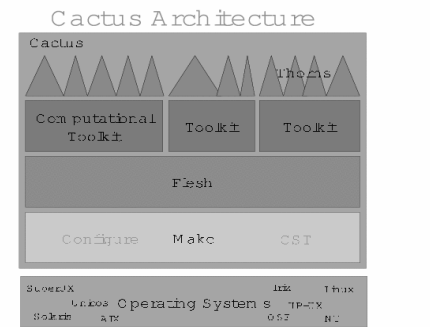 Cactus Architecture
Cactus
Thorns
Computational
Toolkit
Toolkit
Toolkit
Flesh
Configure
Make
CST
SuperUX
Irix
Linux
Unicos
Operating Systems
HP-UX
Solaris
AIX
OSF
NT